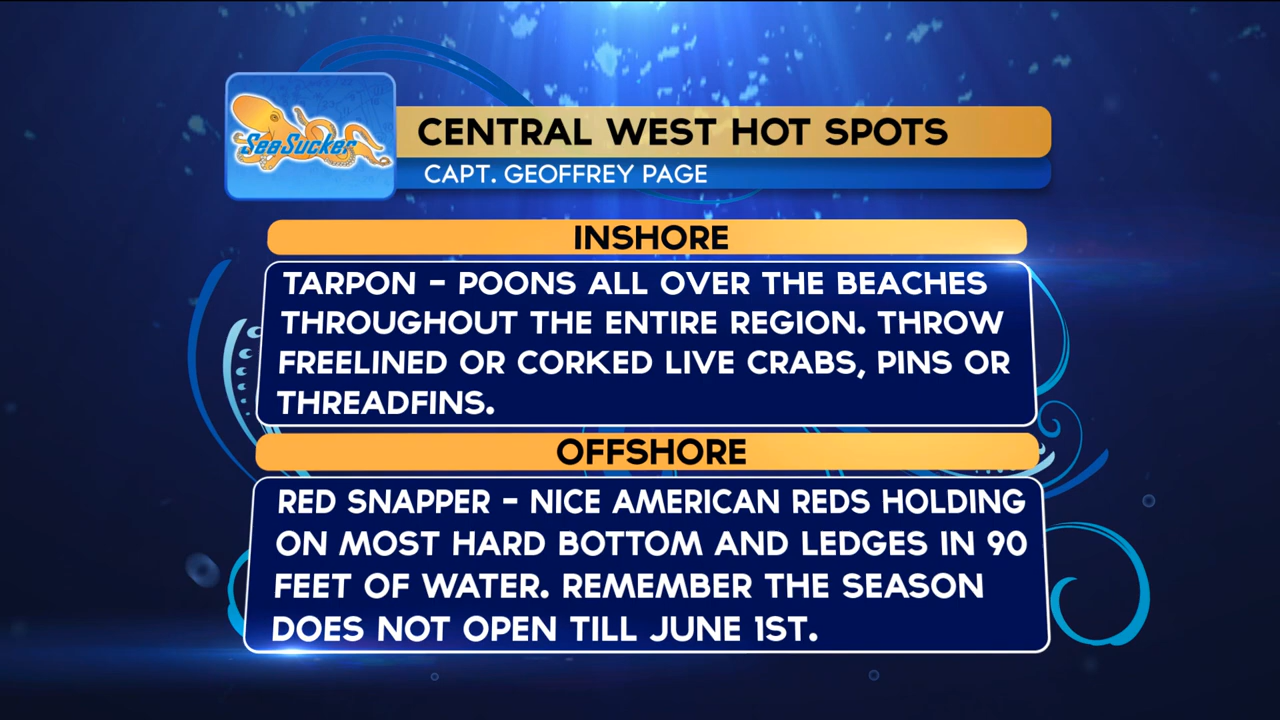 SeaSucker
CENTRAL WEST HOT SPOTS
CAPT. GEOFFREY PAGE
INSHORE
TARPON - POONS ALL OVER THE BEACHES
THROUGHOUT THE ENTIRE REGION. THROW
FREELINED OR CORKED LIVE CRABS, PINS OR
THREADFINS.
OFFSHORE
RED SNAPPER - NICE AMERICAN REDS HOLDING
ON MOST HARD BOTTOM AND LEDGES IN 90
FEET OF WATER. REMEMBER THE SEASON
DOES NOT OPEN TILL JUNE 1ST.